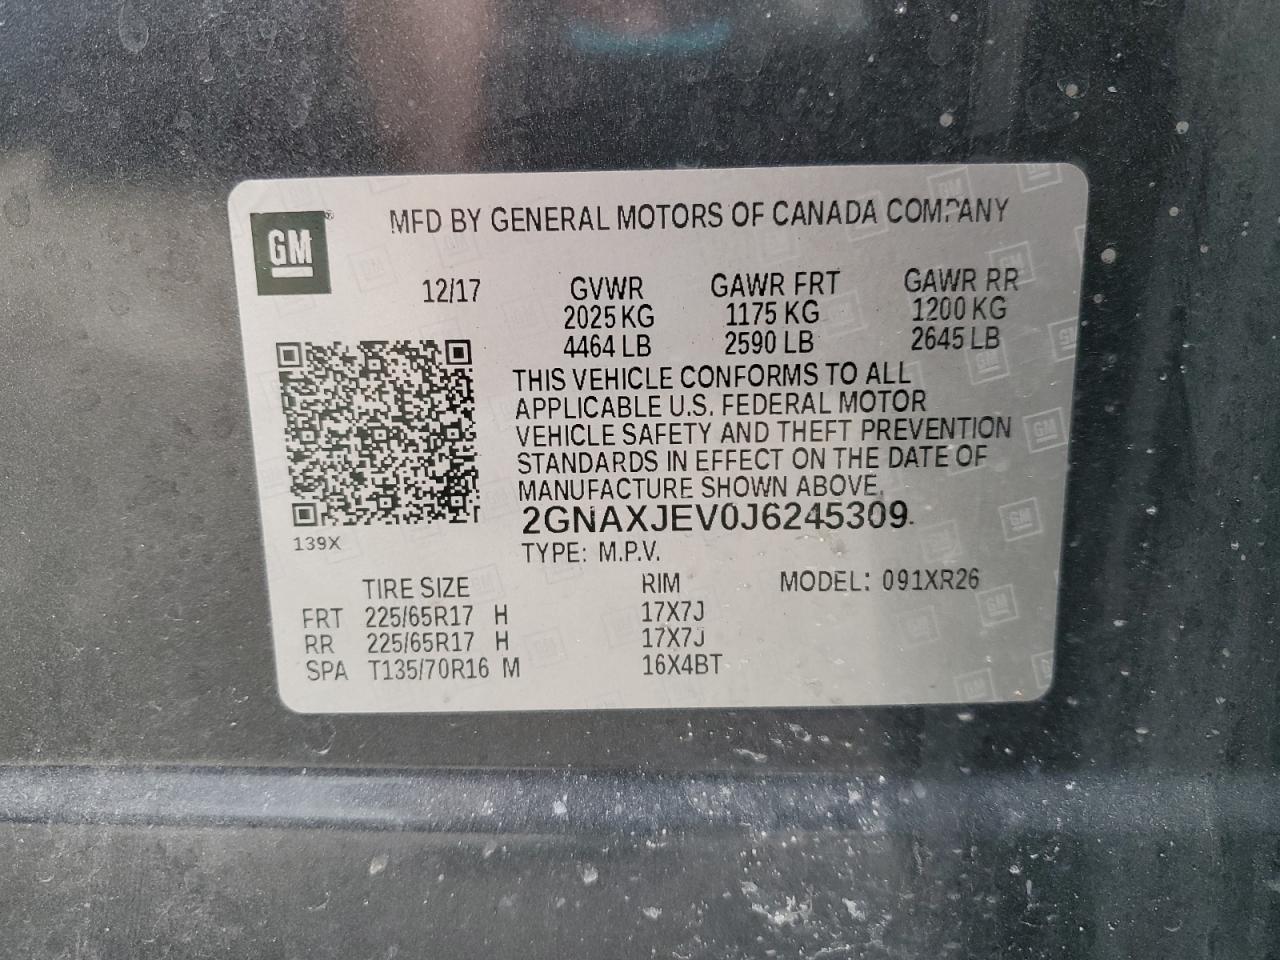 GM®
MFD BY GENERAL MOTORS OF CANADA COMPANY
12/17 GVWR GAWR FRT GAWR RR
2025 KG 1175 KG 1200 KG
4464 LB 2590 LB 2645 LB
THIS VEHICLE CONFORMS TO ALL
APPLICABLE U.S. FEDERAL MOTOR
VEHICLE SAFETY AND THEFT PREVENTION
STANDARDS IN EFFECT ON THE DATE OF
MANUFACTURE SHOWN ABOVE.
2GNAXJEV0J6245309
139X
TYPE: M.P.V.
TIRE SIZE RIM MODEL: 091XR26
FRT 225/65R17 H 17X7J
RR 225/65R17 H 17X7J
SPA T135/70R16 M 16X4BT